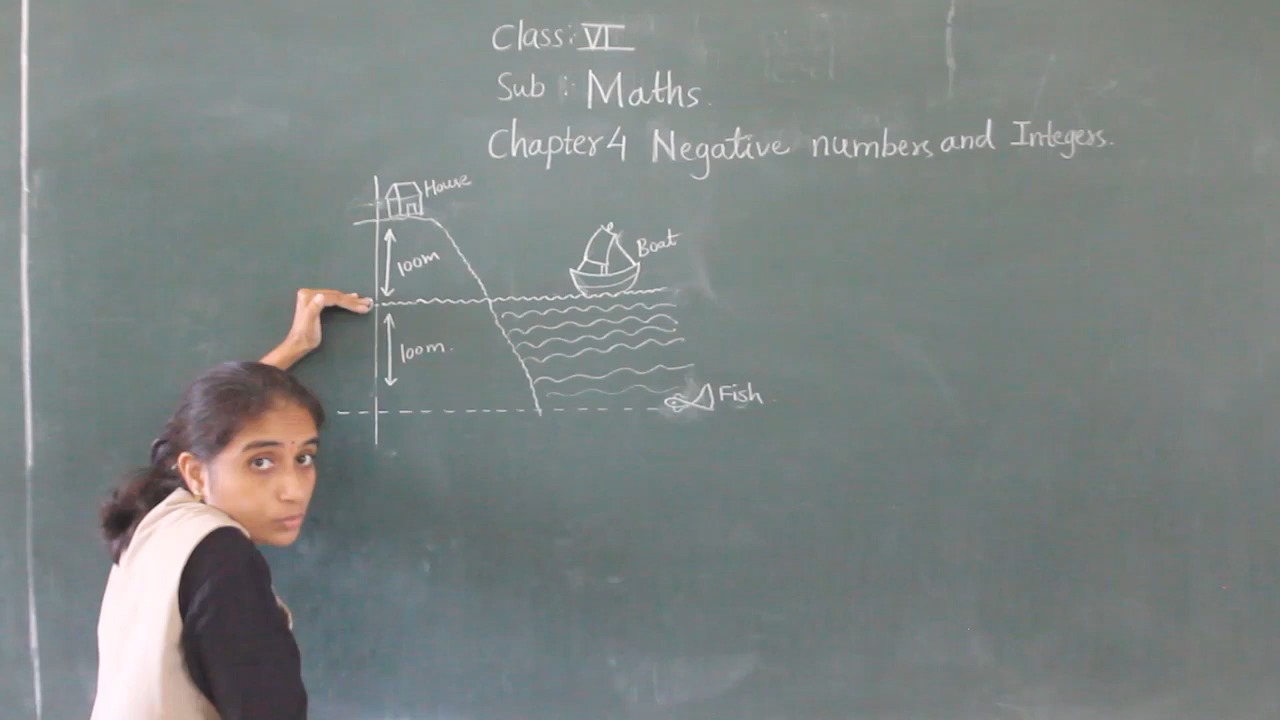 Class: VI
Sub : Maths.
Chapter 4 Negative numbers and Integers.
House
100m
Boat
100m.
Fish